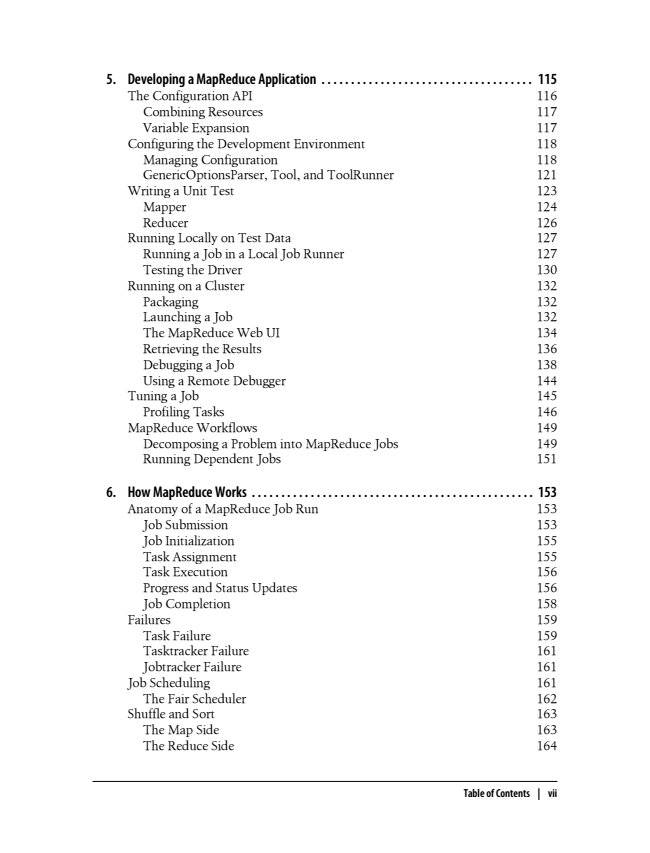 5. Developing a MapReduce Application . . . . . . . . . . . . . . . . . . . . . . . . . . . . . . . . . . . . 115
The Configuration API 116
Combining Resources 117
Variable Expansion 117
Configuring the Development Environment 118
Managing Configuration 118
GenericOptionsParser, Tool, and ToolRunner 121
Writing a Unit Test 123
Mapper 124
Reducer 126
Running Locally on Test Data 127
Running a Job in a Local Job Runner 127
Testing the Driver 130
Running on a Cluster 132
Packaging 132
Launching a Job 132
The MapReduce Web UI 134
Retrieving the Results 136
Debugging a Job 138
Using a Remote Debugger 144
Tuning a Job 145
Profiling Tasks 146
MapReduce Workflows 149
Decomposing a Problem into MapReduce Jobs 149
Running Dependent Jobs 151
6. How MapReduce Works . . . . . . . . . . . . . . . . . . . . . . . . . . . . . . . . . . . . . . . . . . . . . . . . 153
Anatomy of a MapReduce Job Run 153
Job Submission 153
Job Initialization 155
Task Assignment 155
Task Execution 156
Progress and Status Updates 156
Job Completion 158
Failures 159
Task Failure 159
Tasktracker Failure 161
Jobtracker Failure 161
Job Scheduling 161
The Fair Scheduler 162
Shuffle and Sort 163
The Map Side 163
The Reduce Side 164
Table of Contents | vii